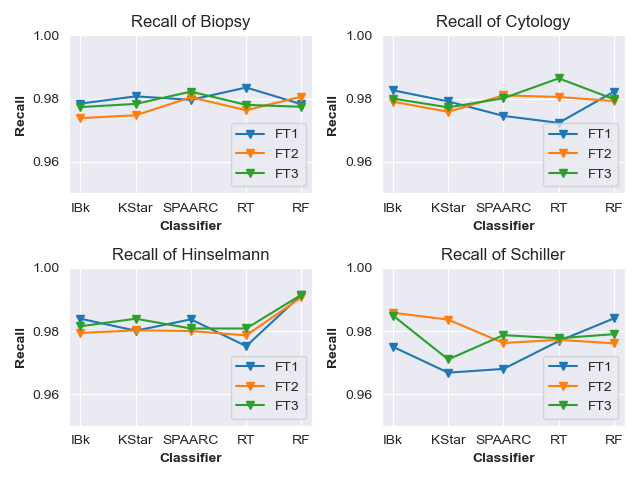 Recall of Biopsy
1.00
0.98
0.96
Recall
FT1
FT2
FT3
IBk KStar SPAARC RT RF
Classifier
Recall of Cytology
1.00
0.98
0.96
Recall
FT1
FT2
FT3
IBk KStar SPAARC RT RF
Classifier
Recall of Hinselmann
1.00
0.98
0.96
Recall
FT1
FT2
FT3
IBk KStar SPAARC RT RF
Classifier
Recall of Schiller
1.00
0.98
0.96
Recall
FT1
FT2
FT3
IBk KStar SPAARC RT RF
Classifier